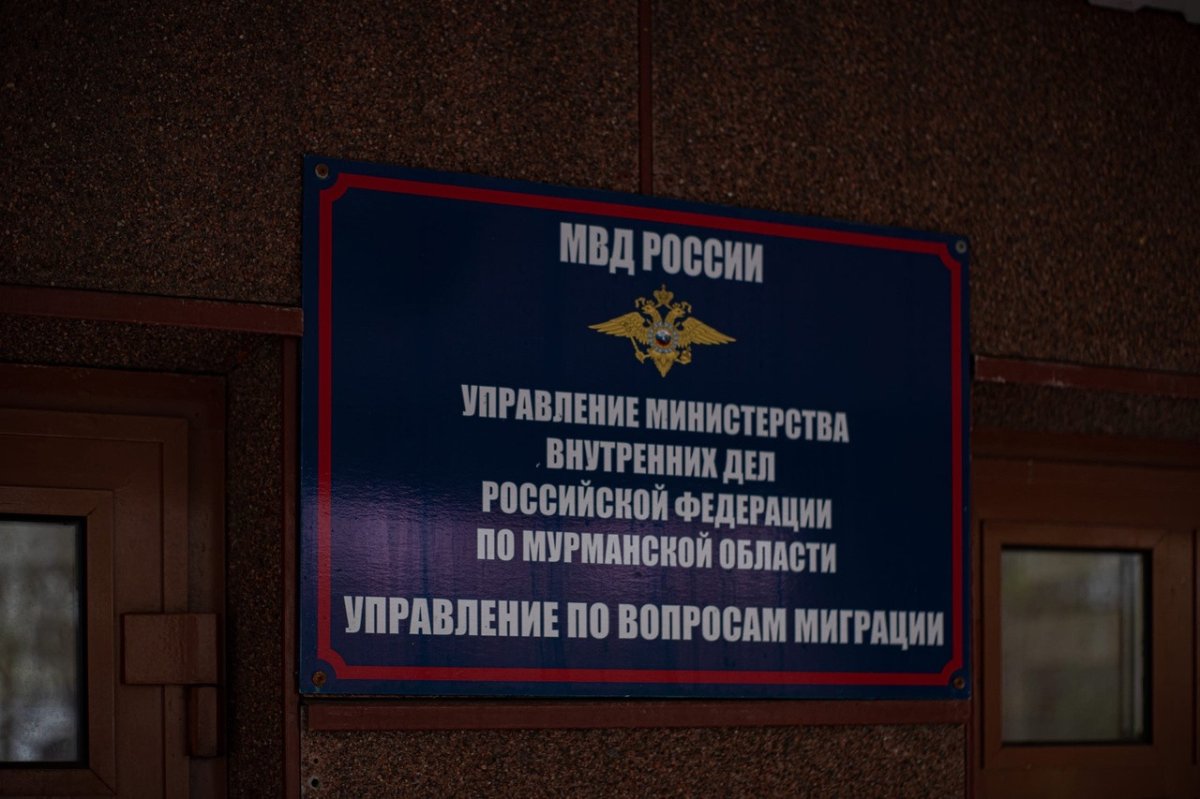 МВД РОССИИ
УПРАВЛЕНИЕ МИНИСТЕРСТВА
ВНУТРЕННИХ ДЕЛ
РОССИЙСКОЙ ФЕДЕРАЦИИ
ПО МУРМАНСКОЙ ОБЛАСТИ
УПРАВЛЕНИЕ ПО ВОПРОСАМ МИГРАЦИИ